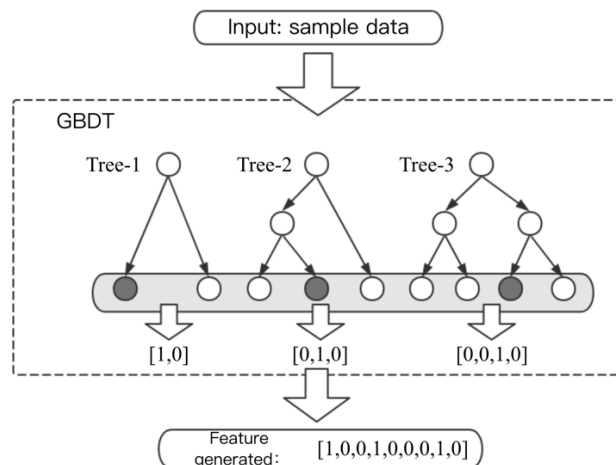 Input: sample data
GBDT
Tree-1 Tree-2 Tree-3
[1,0] [0,1,0] [0,0,1,0]
Feature
generated: [1,0,0,1,0,0,0,1,0]